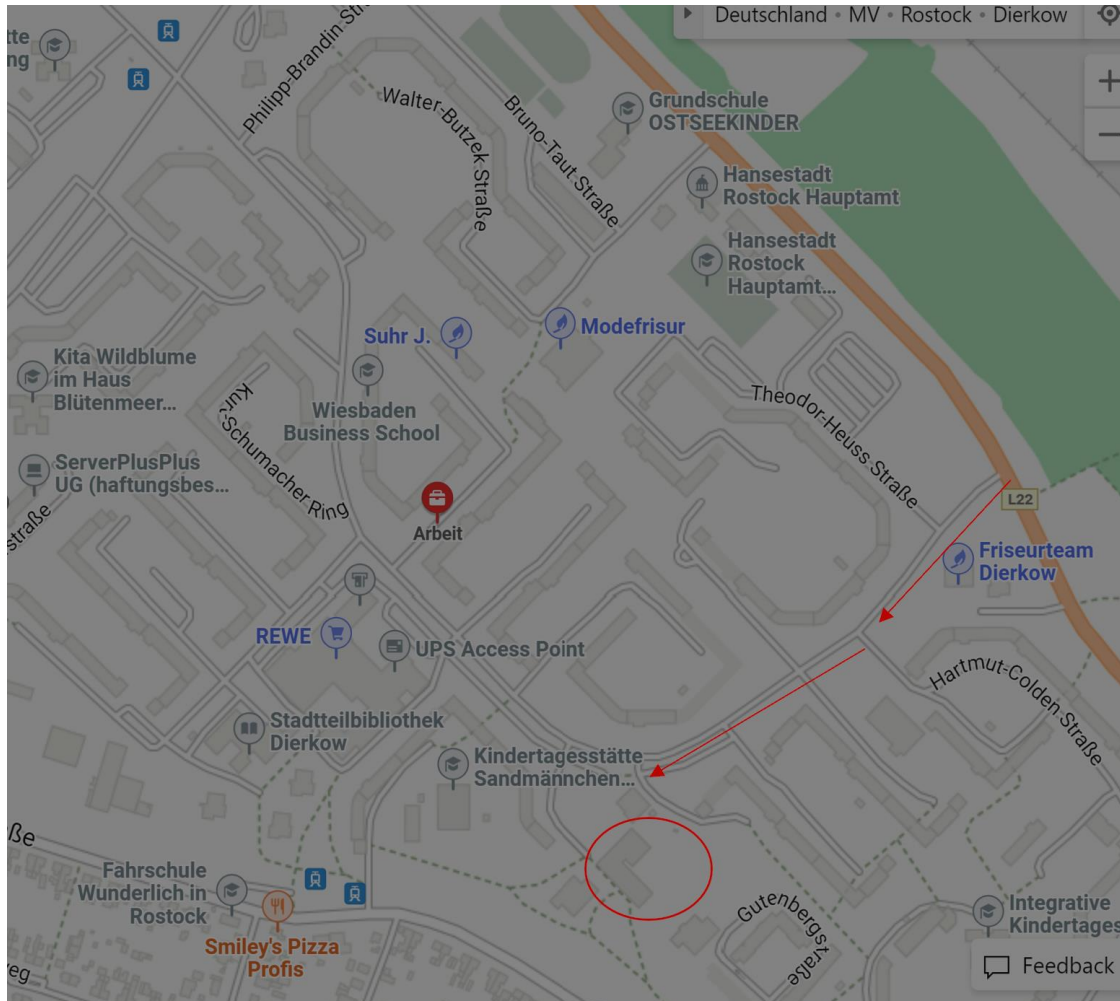 Deutschland • MV • Rostock • Dierkow
Philipp-Brandin-Str
Walter-Butzek Straße
Bruno-Taut Straße
Grundschule
OSTSEEKINDER
Hansestadt
Rostock Hauptamt
Hansestadt
Rostock
Hauptamt...
Suhr J.
Modefrisur
Kita Wildblume
im Haus
Blütenmeer...
Wiesbaden
Business School
Kurt-Schumacher Ring
Theodor-Heuss Straße
ServerPlusPlus
UG (haftungsbes...
straße
Arbeit
L22
Friseurteam
Dierkow
REWE
UPS Access Point
Hartmut-Colden Straße
Stadtteilbibliothek
Dierkow
Kindertagesstätte
Sandmännchen...
aße
Fahrschule
Wunderlich in
Rostock
Smiley's Pizza
Profis
Gutenbergstraße
Integrative
Kindertages
weg
Feedback